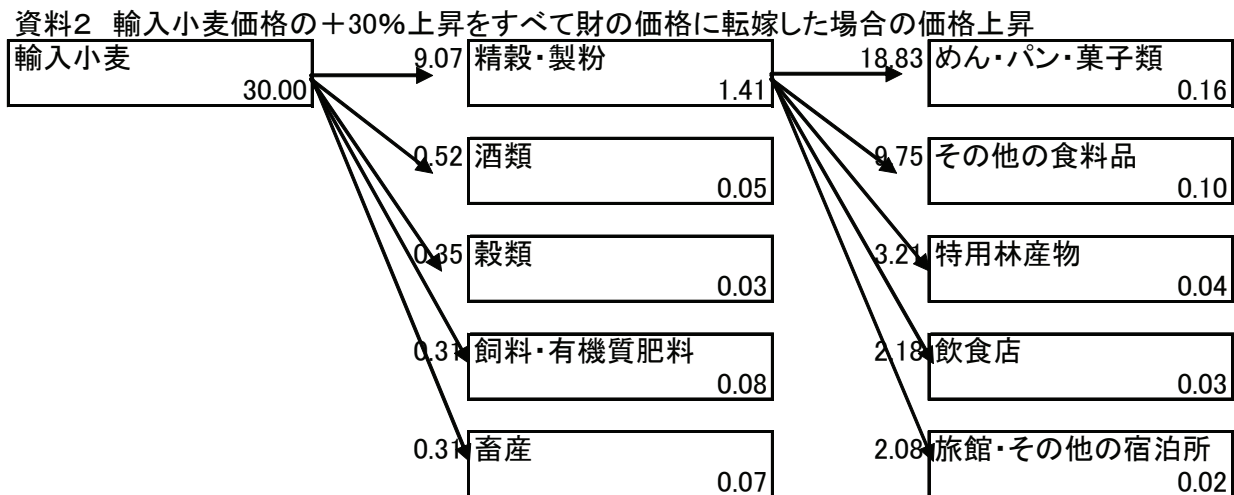 資料2 輸入小麦価格の+30%上昇をすべて財の価格に転嫁した場合の価格上昇
輸入小麦
30.00
9.07 精穀・製粉
1.41
18.83 めん・パン・菓子類
0.16
0.52 酒類
0.05
9.75 その他の食料品
0.10
0.35 穀類
0.03
3.21 特用林産物
0.04
0.31 飼料・有機質肥料
0.08
2.18 飲食店
0.03
0.31 畜産
0.07
2.08 旅館・その他の宿泊所
0.02